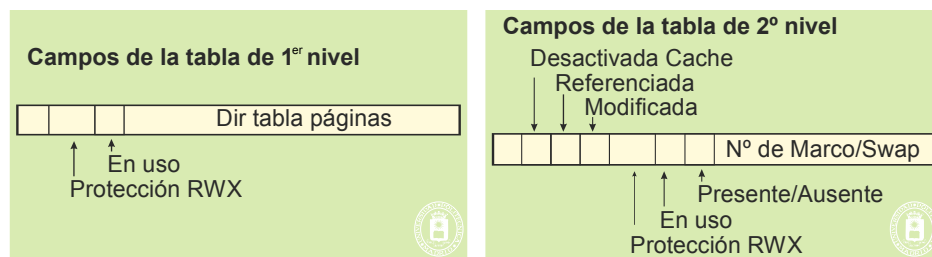 Campos de la tabla de 1er nivel
Dir tabla páginas
En uso
Protección RWX
Campos de la tabla de 2º nivel
Desactivada Cache
Referenciada
Modificada
Nº de Marco/Swap
Presente/Ausente
En uso
Protección RWX